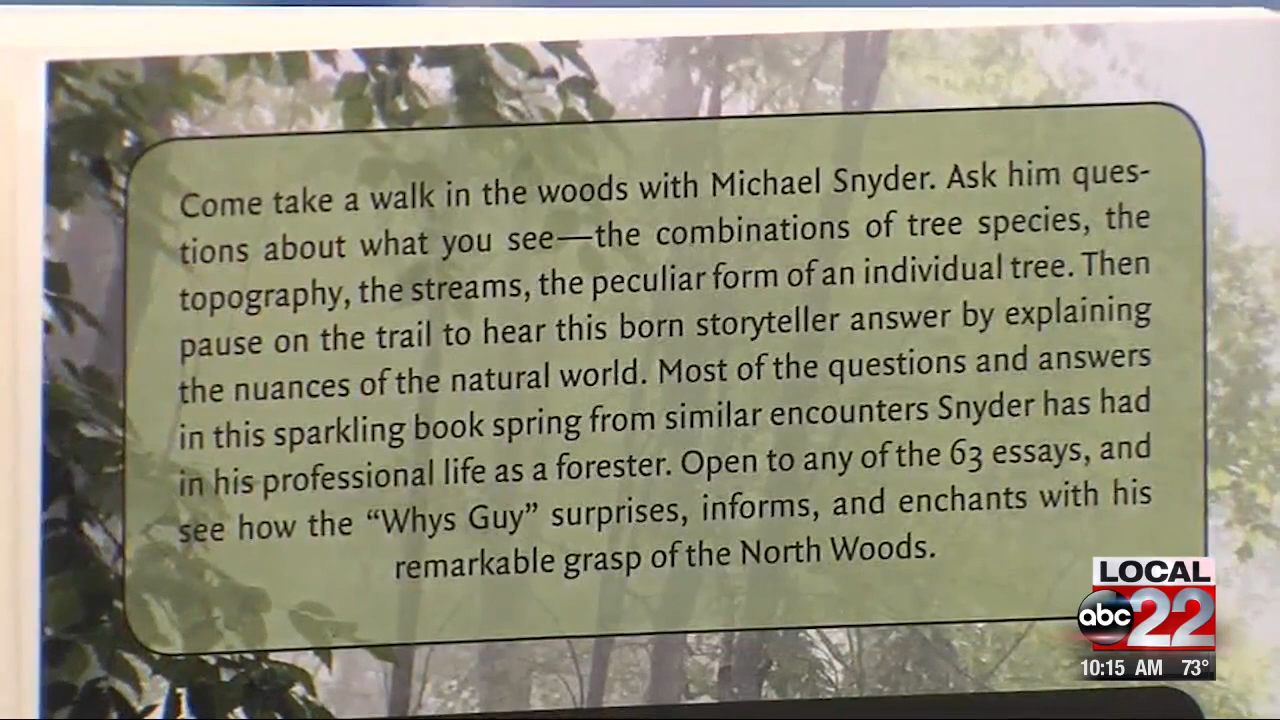 Come take a walk in the woods with Michael Snyder. Ask him ques-
tions about what you see—the combinations of tree species, the
topography, the streams, the peculiar form of an individual tree. Then
pause on the trail to hear this born storyteller answer by explaining
the nuances of the natural world. Most of the questions and answers
in this sparkling book spring from similar encounters Snyder has had
in his professional life as a forester. Open to any of the 63 essays, and
see how the “Whys Guy” surprises, informs, and enchants with his
remarkable grasp of the North Woods.
LOCAL
abc 22
10:15 AM 73°